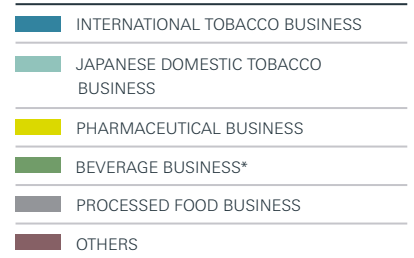 INTERNATIONAL TOBACCO BUSINESS
JAPANESE DOMESTIC TOBACCO
BUSINESS
PHARMACEUTICAL BUSINESS
BEVERAGE BUSINESS*
PROCESSED FOOD BUSINESS
OTHERS